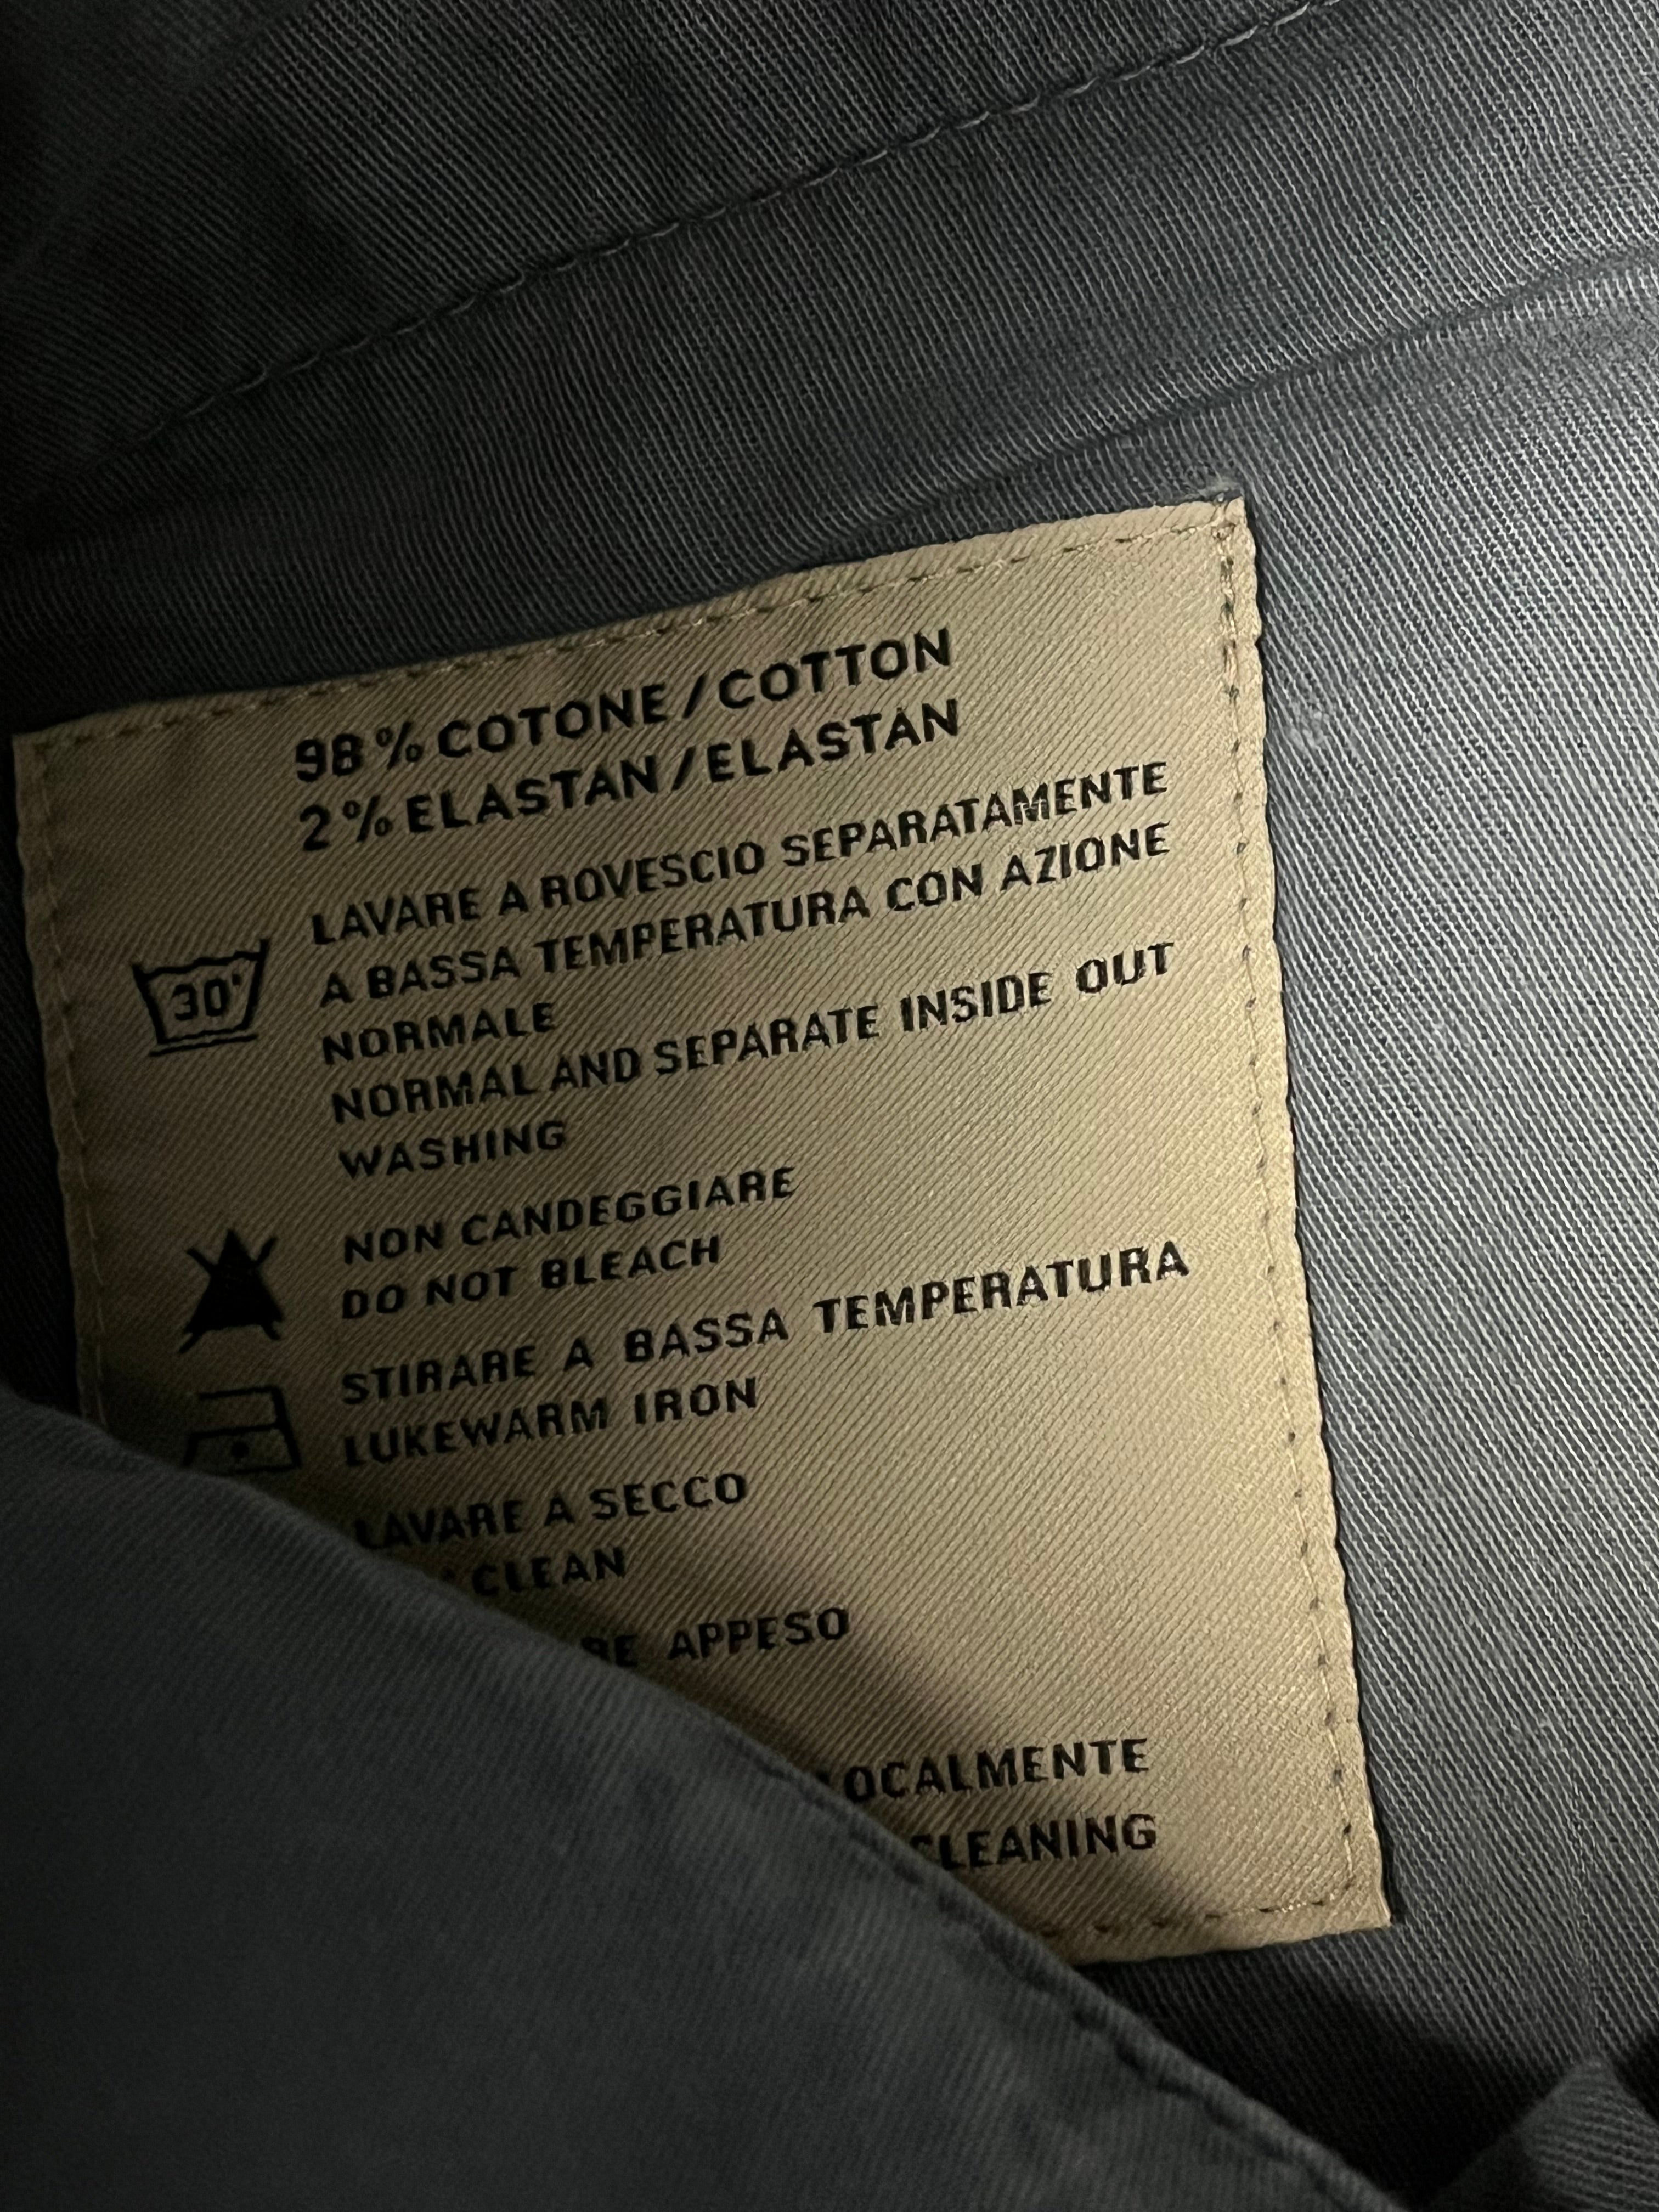 98% COTONE/COTTON
2% ELASTAN/ELASTAN
30°
LAVARE A ROVESCIO SEPARATAMENTE
A BASSA TEMPERATURA CON AZIONE
NORMALE
NORMAL AND SEPARATE INSIDE OUT
WASHING
NON CANDEGGIARE
DO NOT BLEACH
STIRARE A BASSA TEMPERATURA
LUKEWARM IRON
LAVARE A SECCO
CLEAN
APPESO
CLEANING